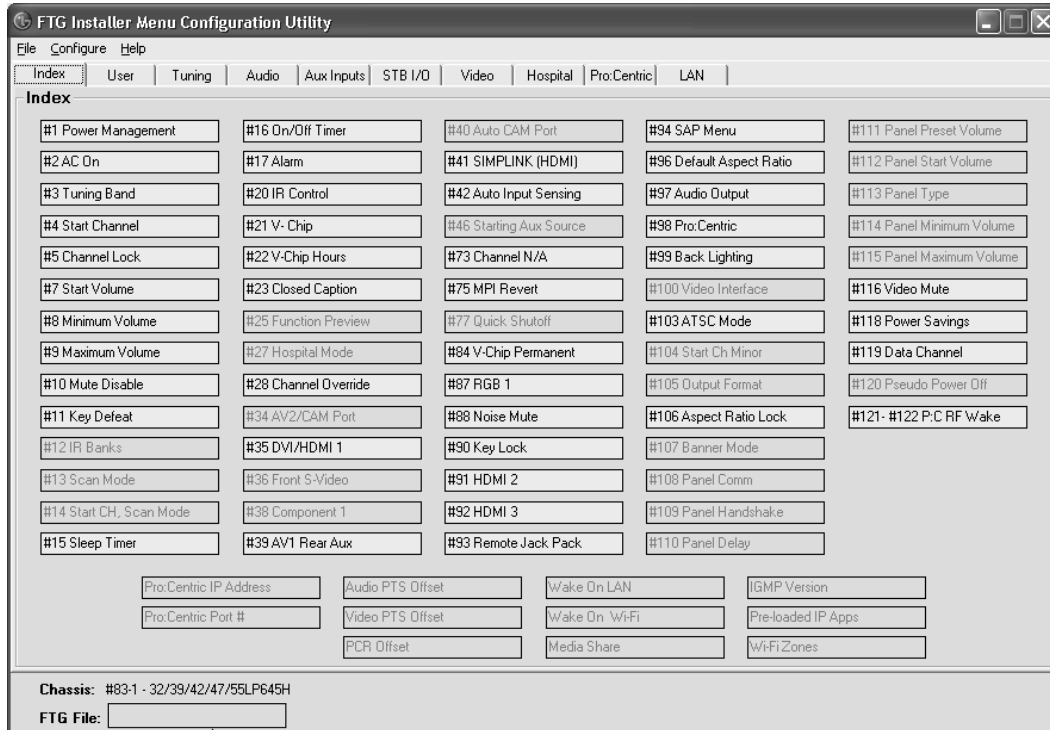 FTG Installer Menu Configuration Utility
File Configure Help
Index User Tuning Audio Aux Inputs STB I/O Video Hospital Pro:Centric LAN
Index
#1 Power Management #16 On/Off Timer #40 Auto CAM Port #94 SAP Menu #111 Panel Preset Volume
#2 AC On #17 Alarm #41 SIMPLINK (HDMI) #96 Default Aspect Ratio #112 Panel Start Volume
#3 Tuning Band #20 IR Control #42 Auto Input Sensing #97 Audio Output #113 Panel Type
#4 Start Channel #21 V- Chip #46 Starting Aux Source #98 Pro:Centric #114 Panel Minimum Volume
#5 Channel Lock #22 V-Chip Hours #73 Channel N/A #99 Back Lighting #115 Panel Maximum Volume
#7 Start Volume #23 Closed Caption #75 MPI Revert #100 Video Interface #116 Video Mute
#8 Minimum Volume #25 Function Preview #77 Quick Shutoff #103 ATSC Mode #118 Power Savings
#9 Maximum Volume #27 Hospital Mode #84 V-Chip Permanent #104 Start Ch Minor #119 Data Channel
#10 Mute Disable #28 Channel Override #87 RGB 1 #105 Output Format #120 Pseudo Power Off
#11 Key Defeat #34 AV2/CAM Port #88 Noise Mute #106 Aspect Ratio Lock #121- #122 P:C RF Wake
#12 IR Banks #35 DVI/HDMI 1 #90 Key Lock #107 Banner Mode
#13 Scan Mode #36 Front S-Video #91 HDMI 2 #108 Panel Comm
#14 Start CH, Scan Mode #38 Component 1 #92 HDMI 3 #109 Panel Handshake
#15 Sleep Timer #39 AV1 Rear Aux #93 Remote Jack Pack #110 Panel Delay
Pro:Centric IP Address Audio PTS Offset Wake On LAN IGMP Version
Pro:Centric Port # Video PTS Offset Wake On Wi-Fi Pre-loaded IP Apps
PCR Offset Media Share Wi-Fi Zones
Chassis: #83-1 - 32/39/42/47/55LP645H
FTG File: